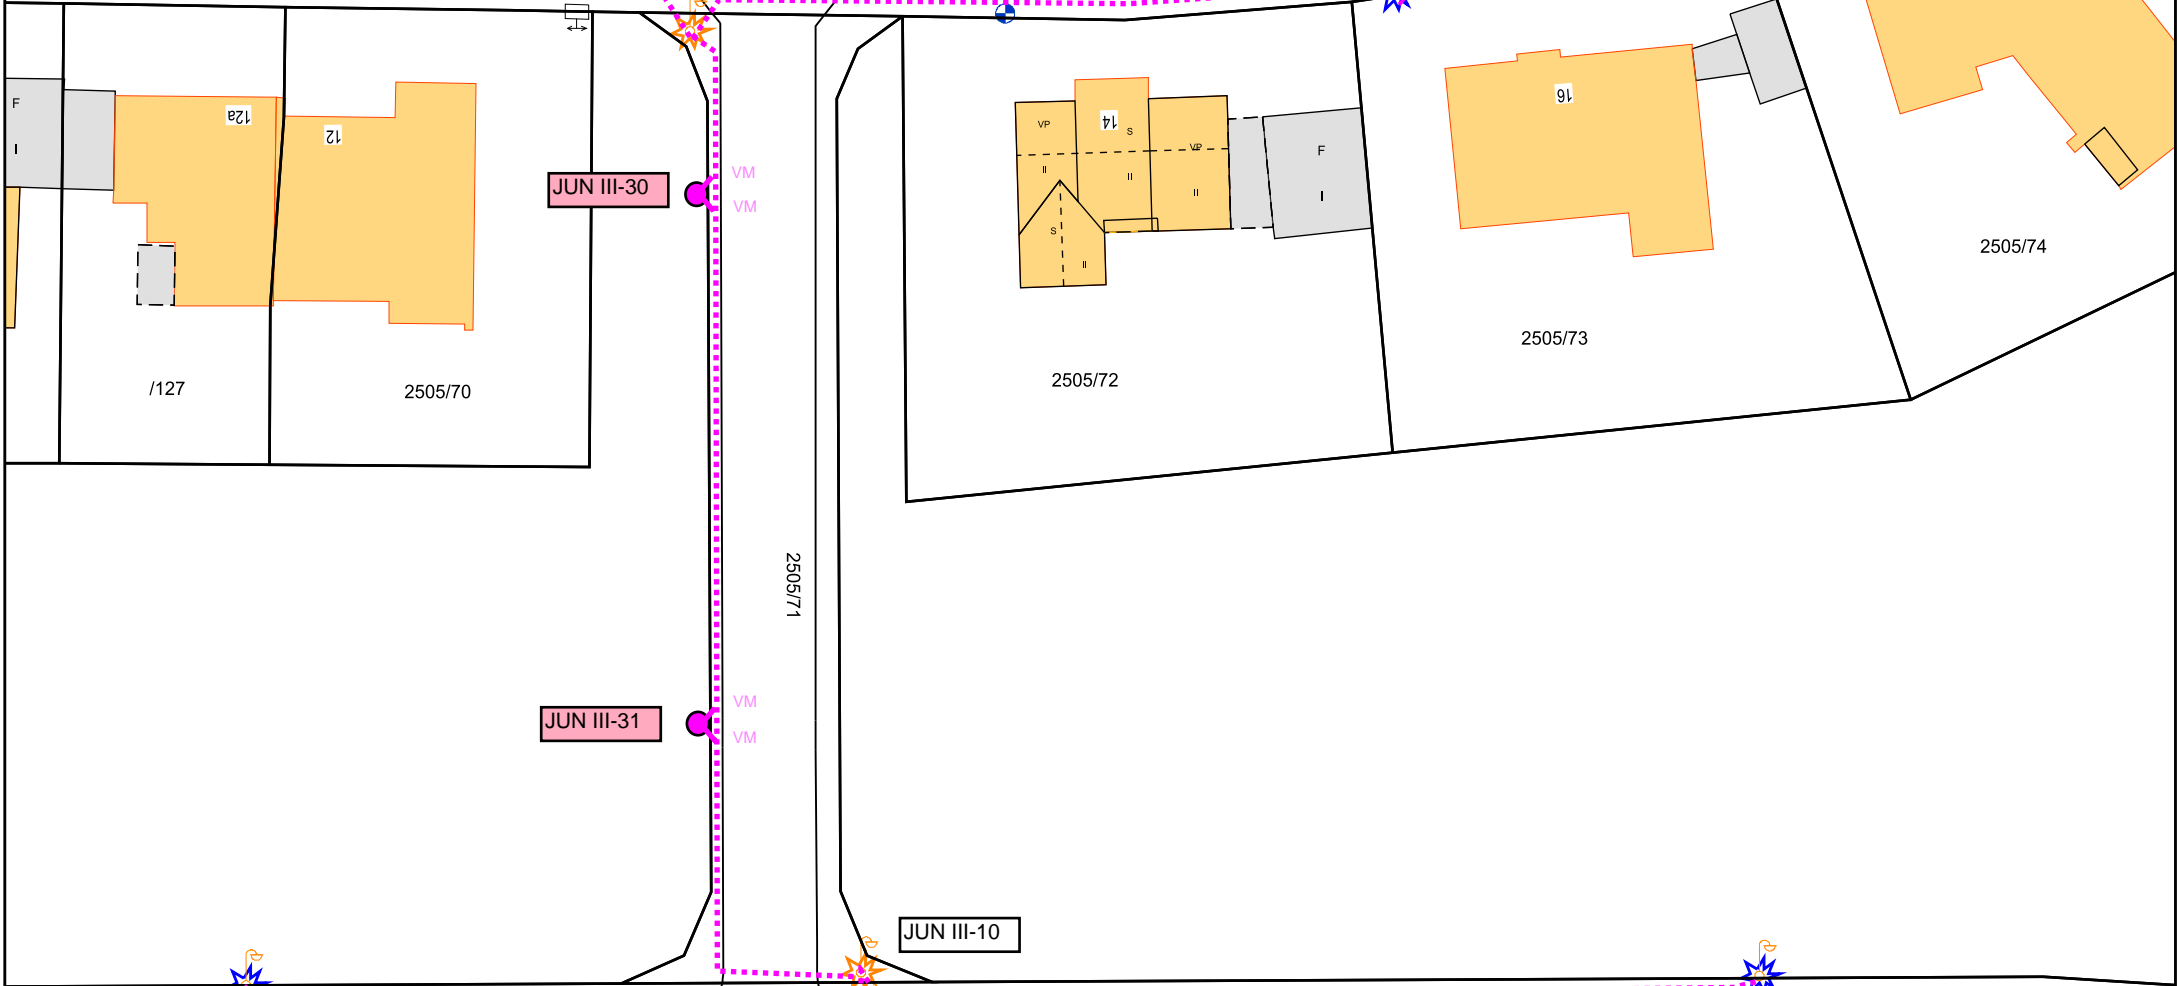 F
I
12a
12
/127
2505/70
JUN III-30
VM
VM
VP
14
S
VP
II
II
II
S
II
F
I
2505/72
16
2505/73
2505/74
2505/71
JUN III-31
VM
VM
JUN III-10